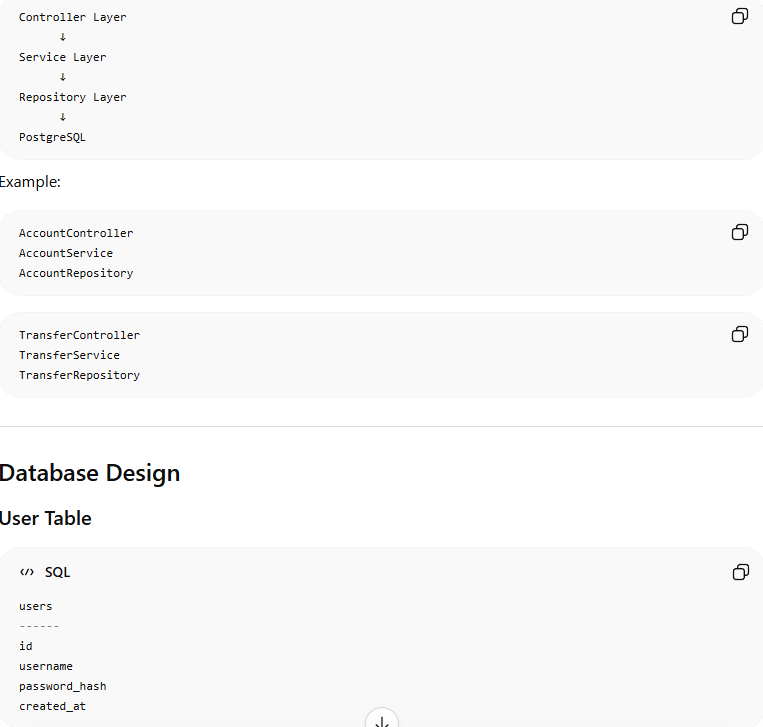 Controller Layer
↓
Service Layer
↓
Repository Layer
↓
PostgreSQL
Example:
AccountController
AccountService
AccountRepository
TransferController
TransferService
TransferRepository
Database Design
User Table
SQL
users
------
id
username
password_hash
created_at